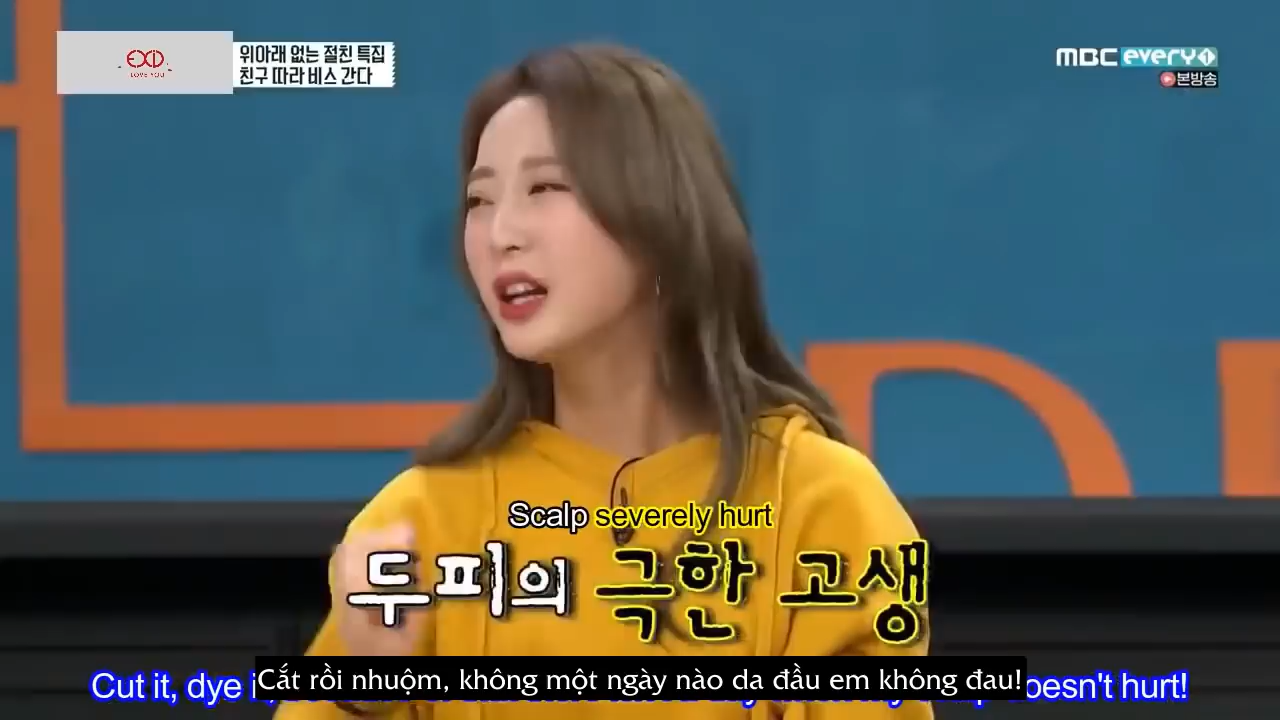 EXID
LOVE YOU
위아래 없는 절친 특집
친구 따라 비스 간다
MBC every1
본방송
Scalp severely hurt
두피의 극한 고생
Cut it, dye i
Cắt rồi nhuộm, không một ngày nào da đầu em không đau!
oesn't hurt!